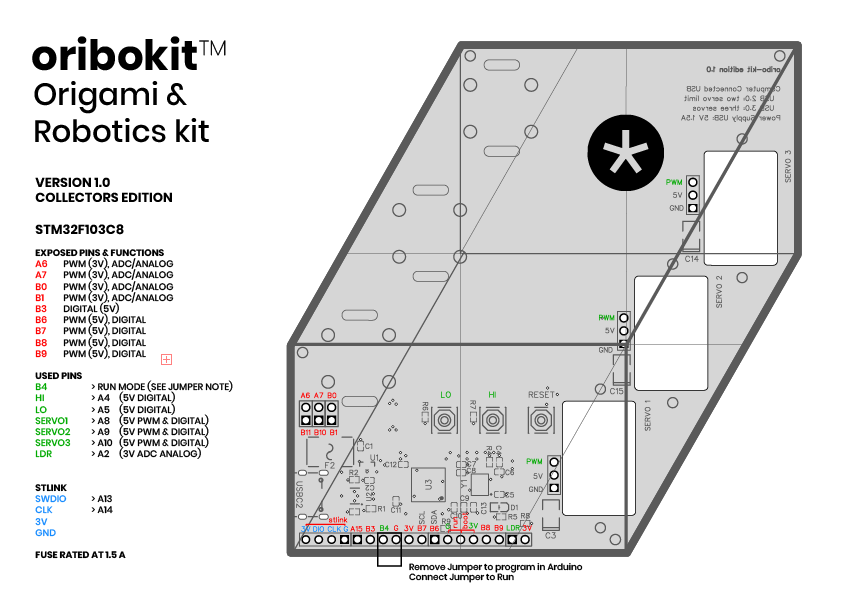 oribokit™
Origami &
Robotics kit
VERSION 1.0
COLLECTORS EDITION
STM32F103C8
EXPOSED PINS & FUNCTIONS
A6 PWM (3V), ADC/ANALOG
A7 PWM (3V), ADC/ANALOG
B0 PWM (3V), ADC/ANALOG
B1 PWM (3V), ADC/ANALOG
B3 DIGITAL (5V)
B6 PWM (5V), DIGITAL
B7 PWM (5V), DIGITAL
B8 PWM (5V), DIGITAL
B9 PWM (5V), DIGITAL
USED PINS
B4 > RUN MODE (SEE JUMPER NOTE)
HI > A4 (5V DIGITAL)
LO > A5 (5V DIGITAL)
SERVO1 > A8 (5V PWM & DIGITAL)
SERVO2 > A9 (5V PWM & DIGITAL)
SERVO3 > A10 (5V PWM & DIGITAL)
LDR > A2 (3V ADC ANALOG)
STLINK
SWDIO > A13
CLK > A14
3V
GND
FUSE RATED AT 1.5 A
oribo-kit edition 1.0
Computer Connected USB
USB 2.0: two servo limit
USB 3.0: three servos
Power Supply USB: 5V 1.5A
SERVO 3
PWM
5V
GND
C14
SERVO 2
PWM
5V
GND
C15
SERVO 1
A6 A7 B0
B11 B10 B1
LO
HI
RESET
R6
R7
PWM
5V
GND
C1
F2
U1
C12
R2
U3
Y1
C6
USBC2
U2
C11
R1
C5
C9
C13
D1
R5
R8
C3
SCL
SDA
R9
stlink
3V DIO CLK G A15 B3 B4 G 3V B7 B6 G 3V B8 B9 LDR 3V
Remove Jumper to program in Arduino
Connect Jumper to Run